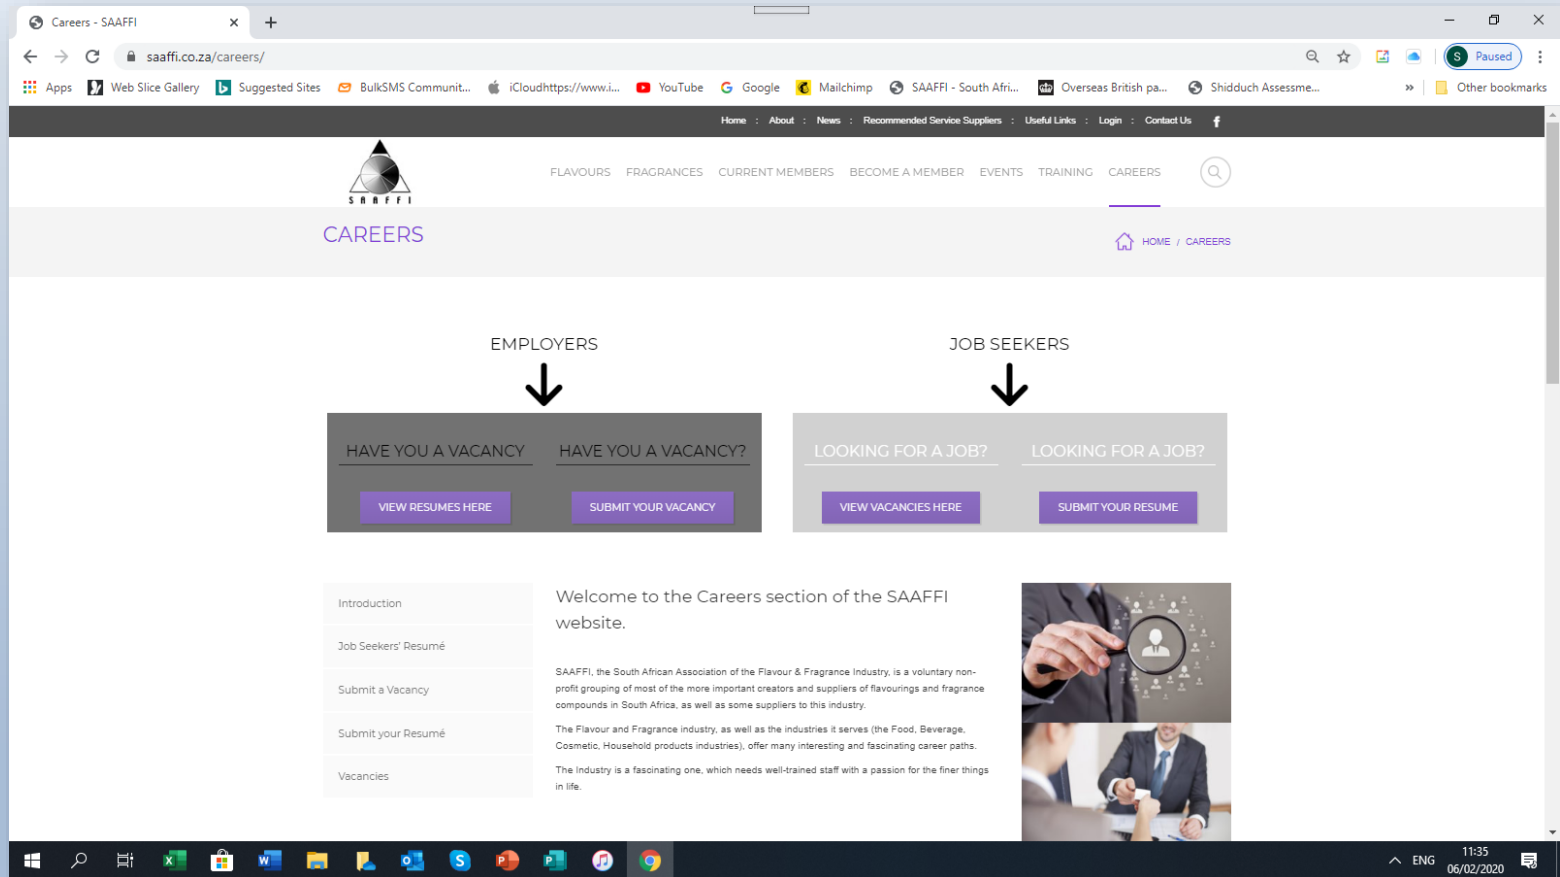 Careers - SAAFFI
saaffi.co.za/careers/
S Paused
Apps Web Slice Gallery Suggested Sites BulkSMS Communit... iCloudhttps://www.i... YouTube Google Mailchimp SAAFFI - South Afri... Overseas British pa... Shidduch Assessme... » Other bookmarks
Home : About : News : Recommended Service Suppliers : Useful Links : Login : Contact Us f
SAAFFI
FLAVOURS FRAGRANCES CURRENT MEMBERS BECOME A MEMBER EVENTS TRAINING CAREERS
CAREERS
HOME / CAREERS
EMPLOYERS
JOB SEEKERS
HAVE YOU A VACANCY HAVE YOU A VACANCY?
LOOKING FOR A JOB? LOOKING FOR A JOB?
VIEW RESUMES HERE SUBMIT YOUR VACANCY
VIEW VACANCIES HERE SUBMIT YOUR RESUME
Introduction
Job Seekers' Resumé
Submit a Vacancy
Submit your Resumé
Vacancies
Welcome to the Careers section of the SAAFFI
website.
SAAFFI, the South African Association of the Flavour & Fragrance Industry, is a voluntary non-
profit grouping of most of the more important creators and suppliers of flavourings and fragrance
compounds in South Africa, as well as some suppliers to this industry.
The Flavour and Fragrance industry, as well as the industries it serves (the Food, Beverage,
Cosmetic, Household products industries), offer many interesting and fascinating career paths.
The Industry is a fascinating one, which needs well-trained staff with a passion for the finer things
in life.
ENG
11:35
06/02/2020